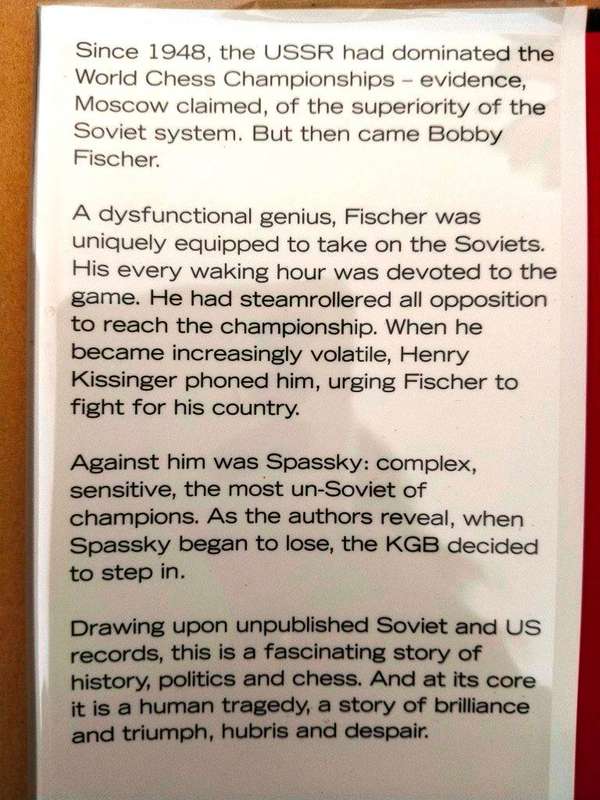 Since 1948, the USSR had dominated the
World Chess Championships – evidence,
Moscow claimed, of the superiority of the
Soviet system. But then came Bobby
Fischer.
A dysfunctional genius, Fischer was
uniquely equipped to take on the Soviets.
His every waking hour was devoted to the
game. He had steamrollered all opposition
to reach the championship. When he
became increasingly volatile, Henry
Kissinger phoned him, urging Fischer to
fight for his country.
Against him was Spassky: complex,
sensitive, the most un-Soviet of
champions. As the authors reveal, when
Spassky began to lose, the KGB decided
to step in.
Drawing upon unpublished Soviet and US
records, this is a fascinating story of
history, politics and chess. And at its core
it is a human tragedy, a story of brilliance
and triumph, hubris and despair.